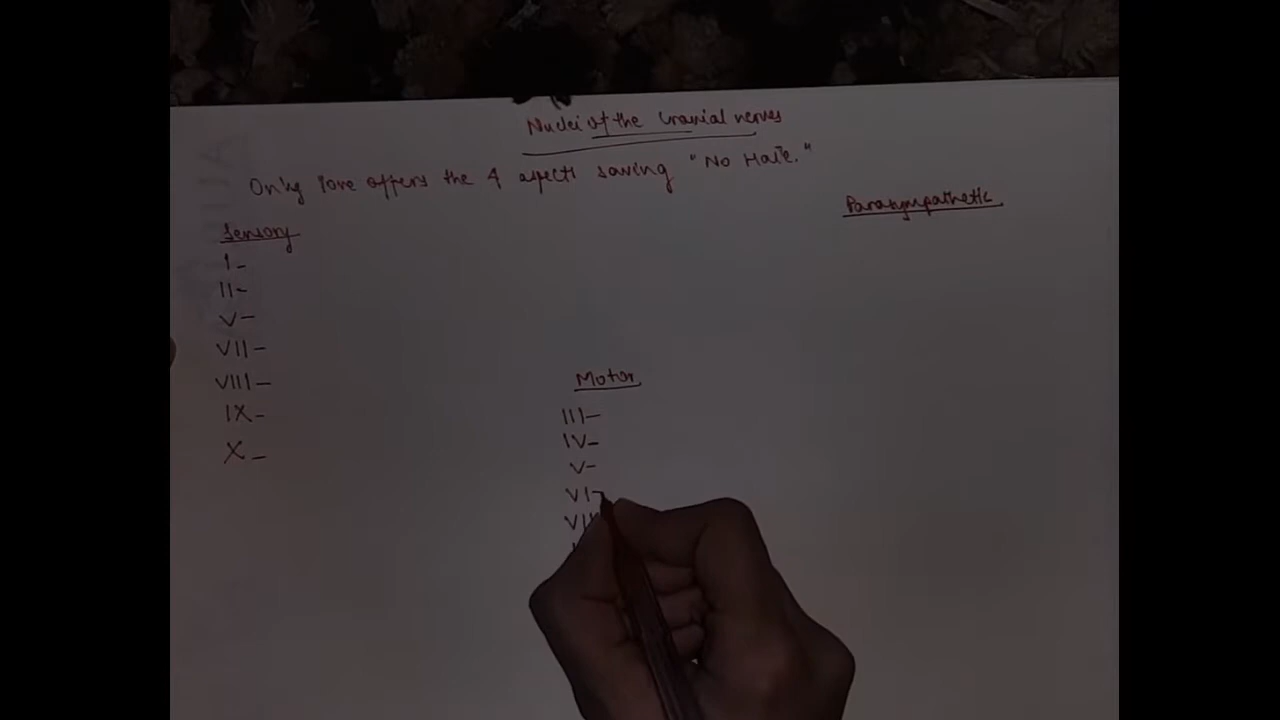 Nuclei of the Cranial nerves
Only love offers the 4 aspects saving "No Hate."
Parasympathetic
Sensory
I-
II-
V-
VII-
VIII-
IX-
X-
Motor
III-
IV-
V-
VI-
VII